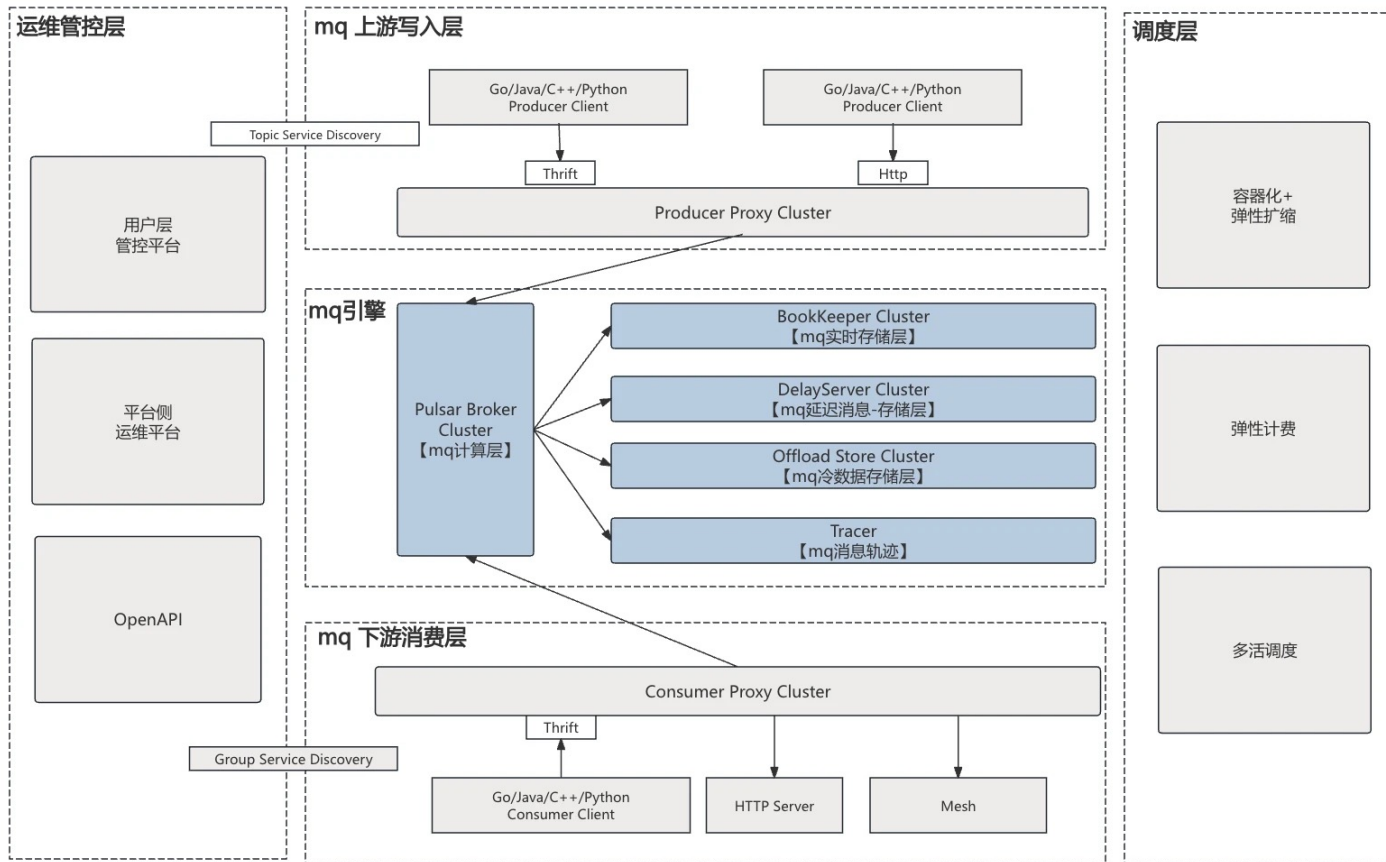 运维管控层
用户层
管控平台
平台侧
运维平台
OpenAPI
Topic Service Discovery
Group Service Discovery
mq 上游写入层
Go/Java/C++/Python
Producer Client
Go/Java/C++/Python
Producer Client
Thrift
Http
Producer Proxy Cluster
mq引擎
Pulsar Broker
Cluster
【mq计算层】
BookKeeper Cluster
【mq实时存储层】
DelayServer Cluster
【mq延迟消息-存储层】
Offload Store Cluster
【mq冷数据存储层】
Tracer
【mq消息轨迹】
mq 下游消费层
Consumer Proxy Cluster
Thrift
Go/Java/C++/Python
Consumer Client
HTTP Server
Mesh
调度层
容器化+
弹性扩缩
弹性计费
多活调度